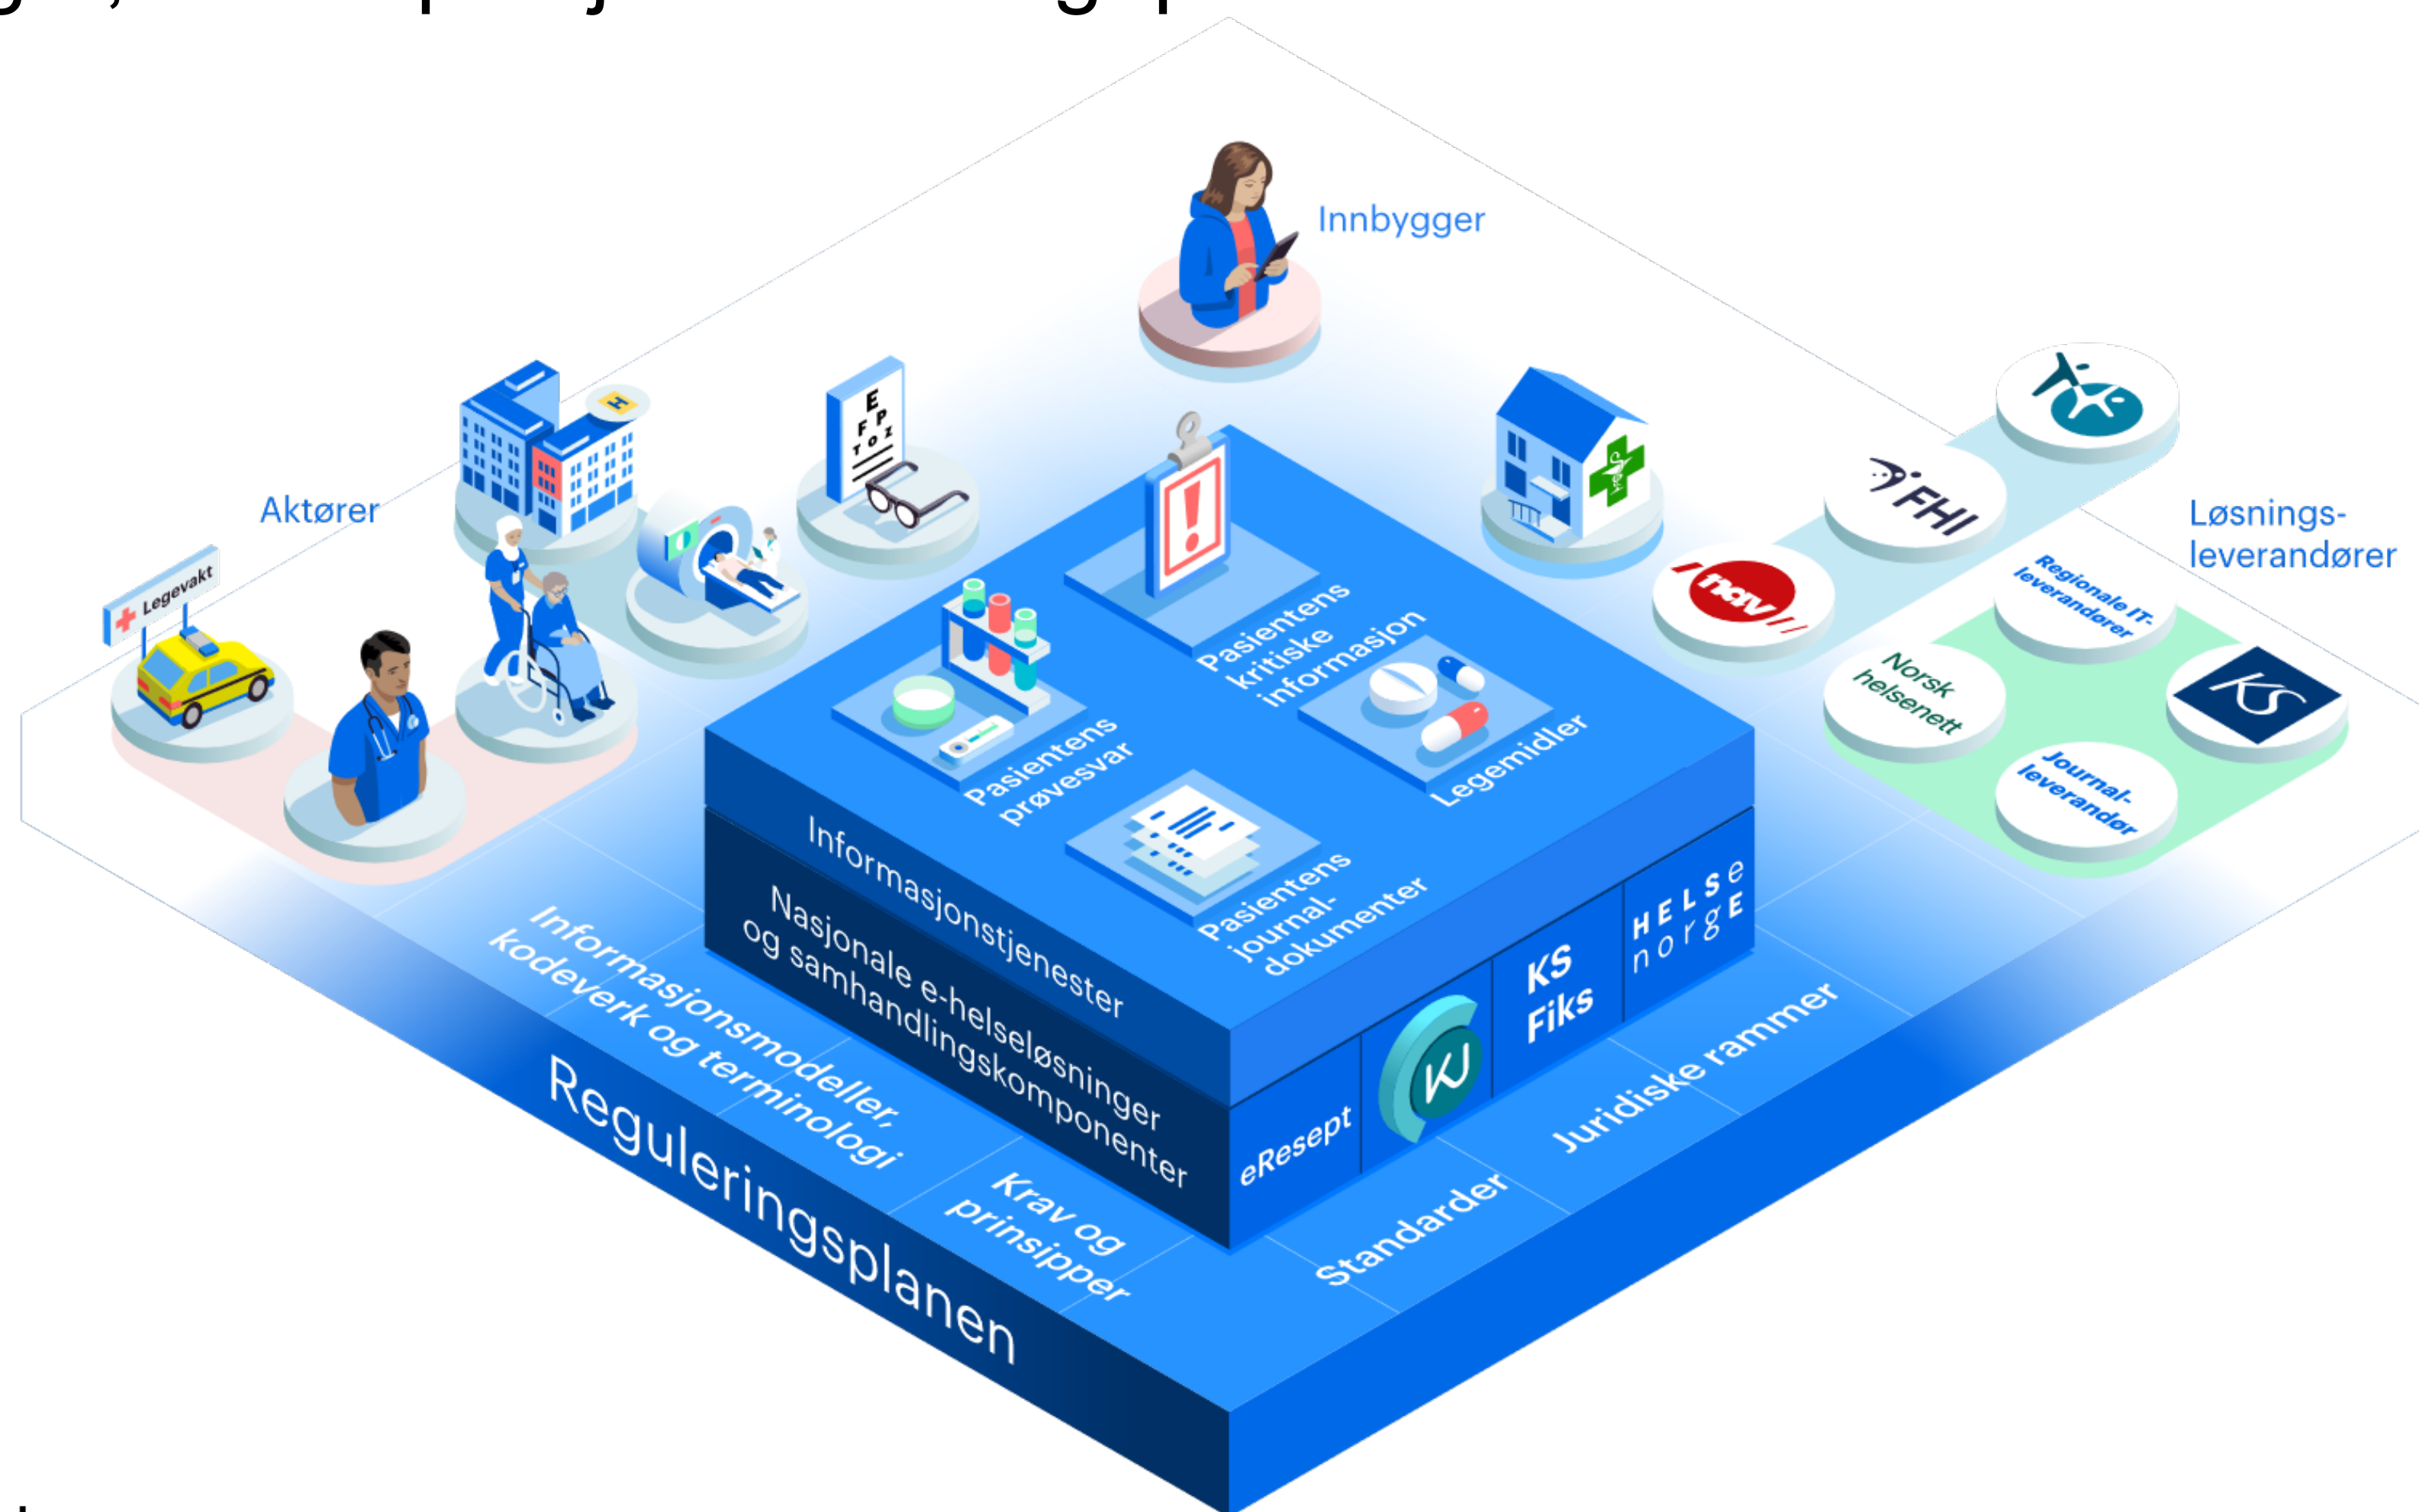 Innbygger
Aktører
Legevakt
H
E
F P
T O Z
FHI
nav
Løsnings-
leverandører
Regionale IT-
leverandører
Norsk
helsenett
KS
Journal-
leverandør
Pasientens
kritiske
informasjon
Pasientens
prøvesvar
Legemidler
Pasientens
journal-
dokumenter
Informasjonstjenester
Nasjonale e-helseløsninger
og samhandlingskomponenter
eResept
KJ
KS
Fiks
HELSe
norgE
Informasjonsmodeller,
kodeverk og terminologi
Krav og
prinsipper
Standarder
Juridiske rammer
Reguleringsplanen